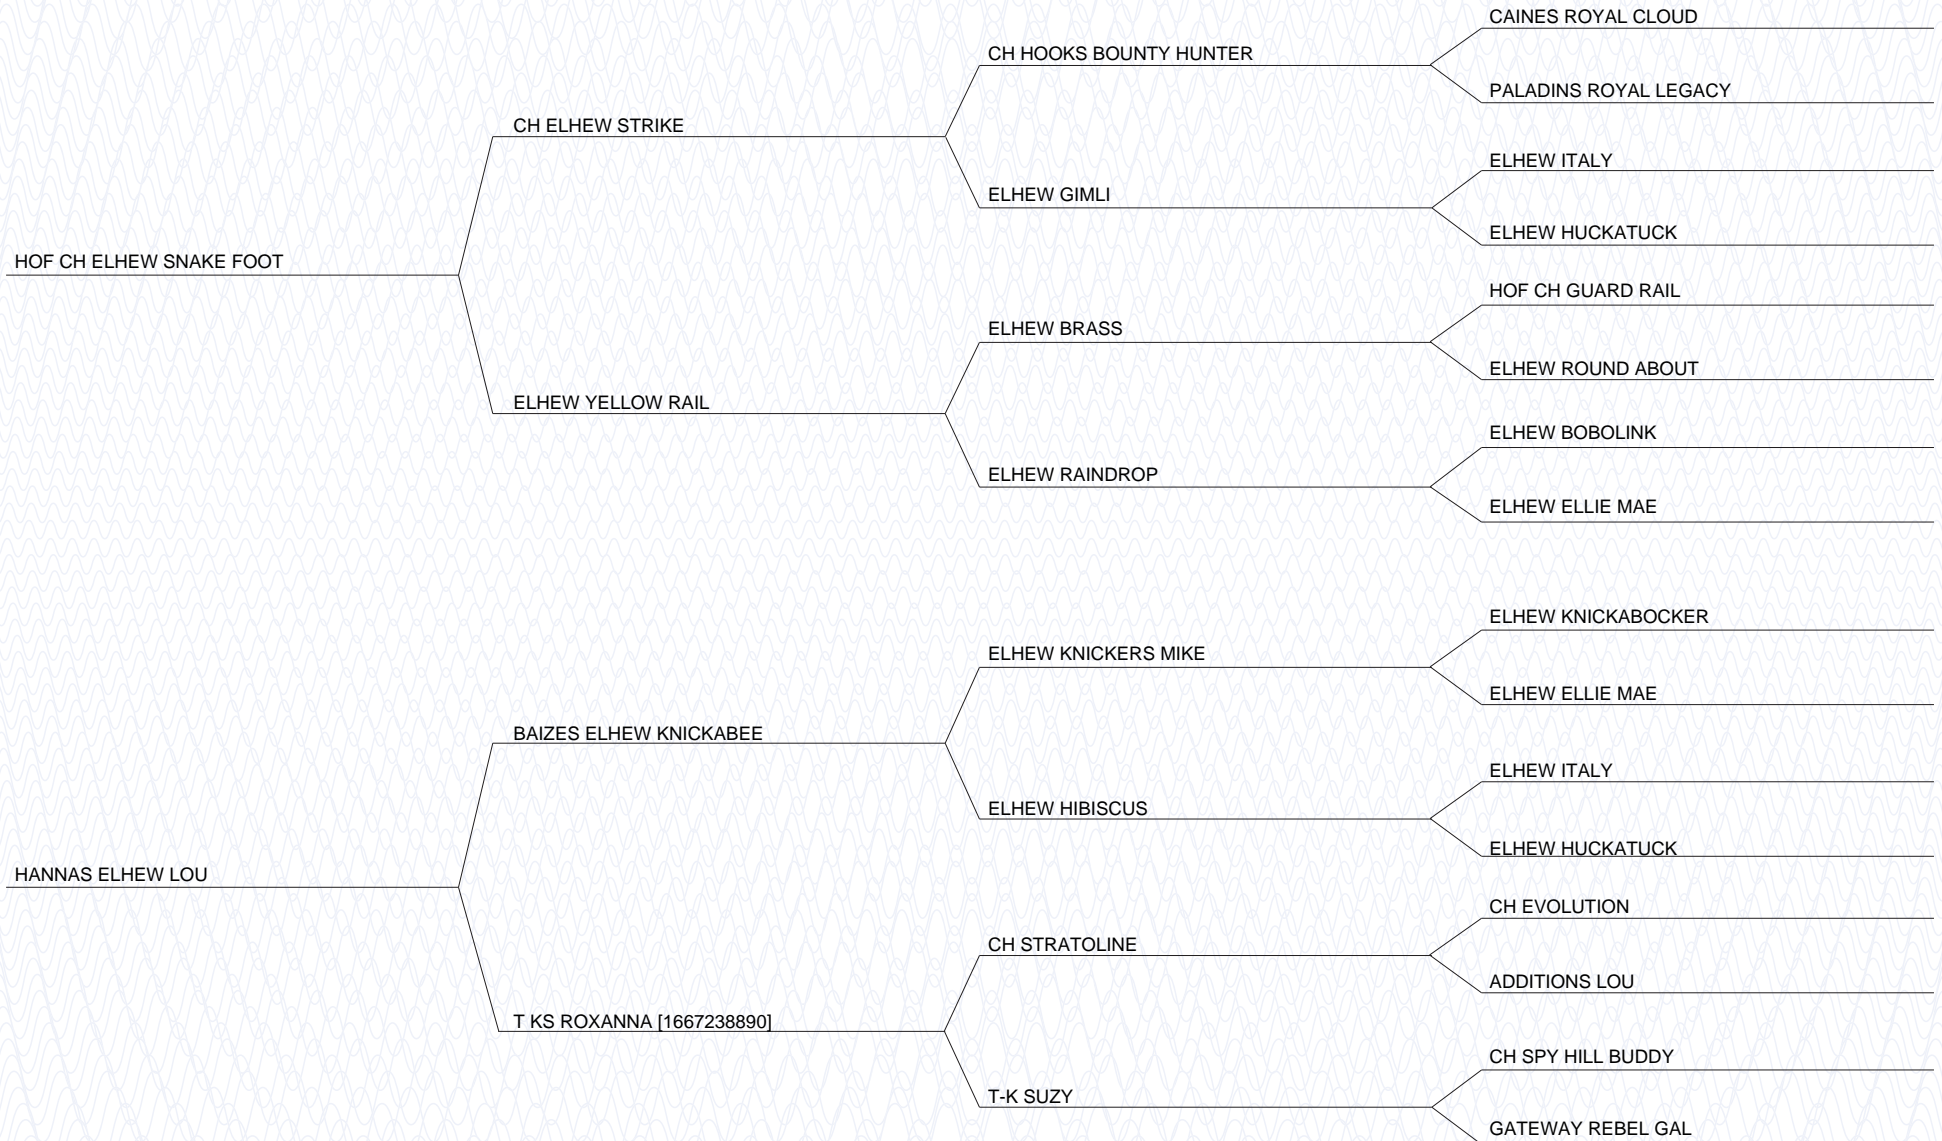 CAINES ROYAL CLOUD
CH HOOKS BOUNTY HUNTER
PALADINS ROYAL LEGACY
CH ELHEW STRIKE
ELHEW ITALY
ELHEW GIMLI
ELHEW HUCKATUCK
HOF CH ELHEW SNAKE FOOT
HOF CH GUARD RAIL
ELHEW BRASS
ELHEW ROUND ABOUT
ELHEW YELLOW RAIL
ELHEW BOBOLINK
ELHEW RAINDROP
ELHEW ELLIE MAE
ELHEW KNICKABOCKER
ELHEW KNICKERS MIKE
ELHEW ELLIE MAE
BAIZES ELHEW KNICKABEE
ELHEW ITALY
ELHEW HIBISCUS
ELHEW HUCKATUCK
HANNAS ELHEW LOU
CH EVOLUTION
CH STRATOLINE
ADDITIONS LOU
T KS ROXANNA [1667238890]
CH SPY HILL BUDDY
T-K SUZY
GATEWAY REBEL GAL